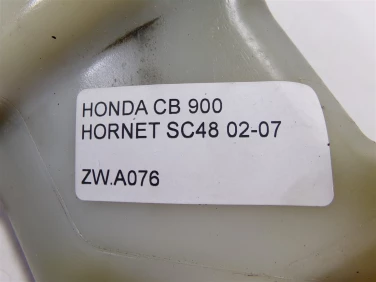 HONDA CB 900
HORNET SC48 02-07
ZW.A076